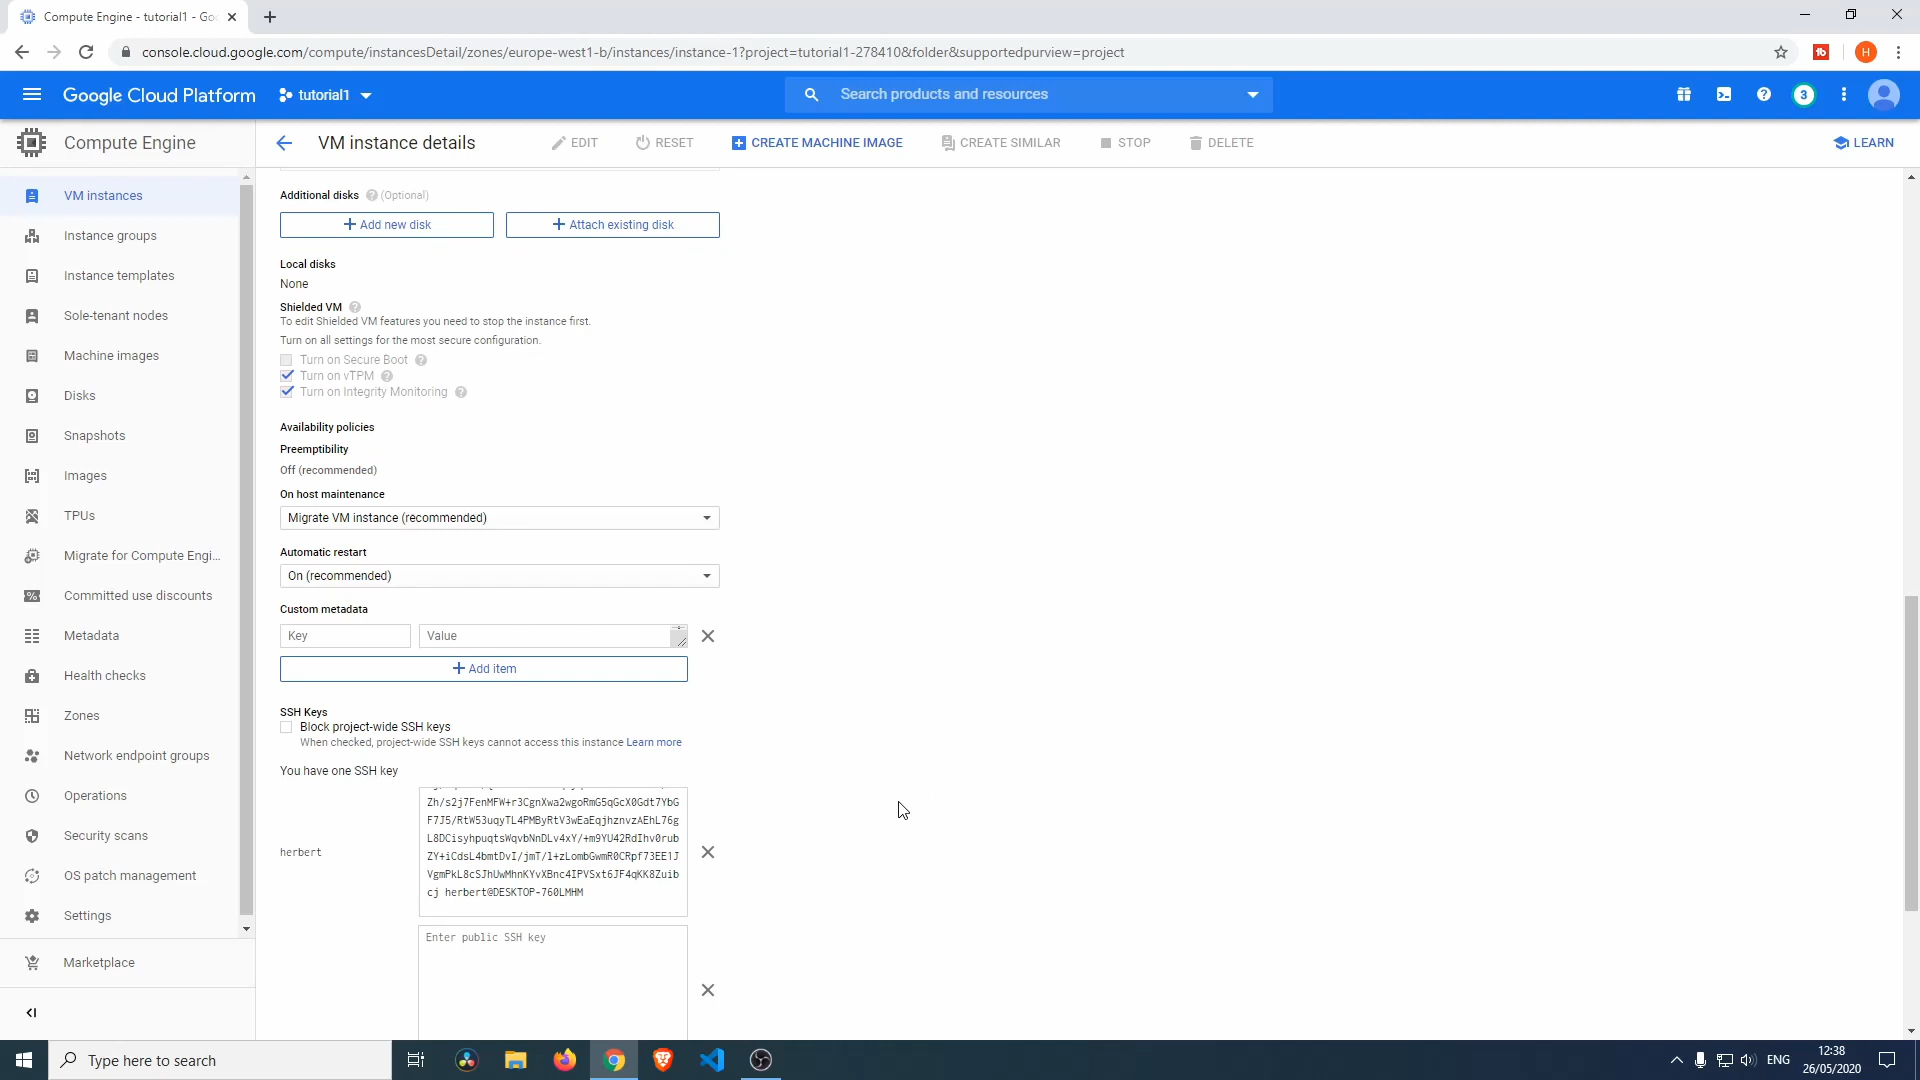 Compute Engine - tutorial1 - Goo
console.cloud.google.com/compute/instancesDetail/zones/europe-west1-b/instances/instance-1?project=tutorial1-278410&folder&supportedpurview=project
H
Google Cloud Platform
tutorial1
Search products and resources
3
Compute Engine
VM instance details
EDIT
RESET
CREATE MACHINE IMAGE
CREATE SIMILAR
STOP
DELETE
LEARN
VM instances
Instance groups
Instance templates
Sole-tenant nodes
Machine images
Disks
Snapshots
Images
TPUs
Migrate for Compute Engi...
Committed use discounts
Metadata
Health checks
Zones
Network endpoint groups
Operations
Security scans
OS patch management
Settings
Marketplace
Additional disks (Optional)
Add new disk
Attach existing disk
Local disks
None
Shielded VM
To edit Shielded VM features you need to stop the instance first.
Turn on all settings for the most secure configuration.
Turn on Secure Boot
Turn on vTPM
Turn on Integrity Monitoring
Availability policies
Preemptibility
Off (recommended)
On host maintenance
Migrate VM instance (recommended)
Automatic restart
On (recommended)
Custom metadata
Key
Value
Add item
SSH Keys
Block project-wide SSH keys
When checked, project-wide SSH keys cannot access this instance Learn more
You have one SSH key
herbert
Zh/s2j7FenMFW+r3CgnXwa2wgoRmG5qGcX0Gdt7YbG
F7J5/RtW53uqyTL4PMByRtV3wEaEqjhznvzAEhL76g
L8DCisyhpuqtsWqvbNnDLv4xY/+m9YU42RdIhv0rub
ZY+iCdsL4bmtDvI/jmT/l+zLombGwmR0CRpf73EE1J
VgmPkL8cSJhUwMhnKYvXBnc4IPVSxt6JF4qKK8Zuib
cj herbert@DESKTOP-760LMHM
Enter public SSH key
Type here to search
ENG
12:38
26/05/2020